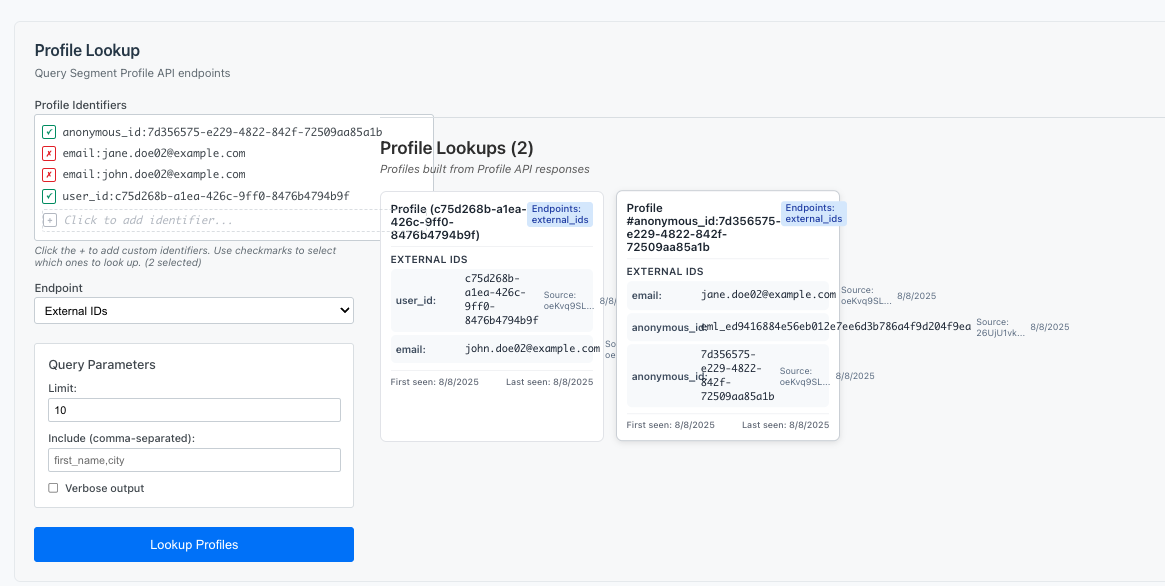 Profile Lookup
Query Segment Profile API endpoints
Profile Identifiers
anonymous_id:7d356575-e229-4822-842f-72509aa85a1b
email:jane.doe02@example.com
email:john.doe02@example.com
user_id:c75d268b-a1ea-426c-9ff0-8476b4794b9f
Click to add identifier...
Click the + to add custom identifiers. Use checkmarks to select
which ones to look up. (2 selected)
Endpoint
External IDs
Query Parameters
Limit:
10
Include (comma-separated):
first_name,city
Verbose output
Lookup Profiles
Profile Lookups (2)
Profiles built from Profile API responses
Profile (c75d268b-a1ea-
426c-9ff0-
8476b4794b9f)
Endpoints:
external_ids
EXTERNAL IDS
user_id:
c75d268b-
a1ea-426c-
9ff0-
8476b4794b9f
Source:
oeKvq9SL...
8/8/
email:
john.doe02@example.com
So
oe
First seen: 8/8/2025
Last seen: 8/8/2025
Profile
#anonymous_id:7d356575-
e229-4822-842f-
72509aa85a1b
Endpoints:
external_ids
EXTERNAL IDS
email:
jane.doe02@example.com
Source:
oeKvq9SL...
8/8/2025
anonymous_id:
eml_ed9416884e56eb012e7ee6d3b786a4f9d204f9ea
Source:
26UjU1vk...
8/8/2025
anonymous_id:
7d356575-
e229-4822-
842f-
72509aa85a1b
Source:
oeKvq9SL...
8/8/2025
First seen: 8/8/2025
Last seen: 8/8/2025